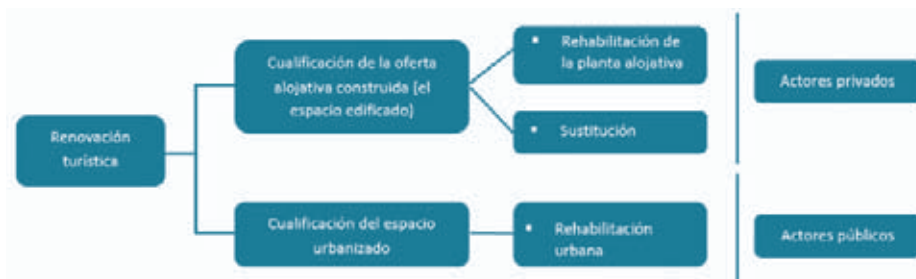 Renovación
turística
Cualificación de la oferta
alojativa construida (el
espacio edificado)
▪ Rehabilitación de
la planta alojativa
▪ Sustitución
Actores privados
Cualificación del espacio
urbanizado
▪ Rehabilitación
urbana
Actores públicos